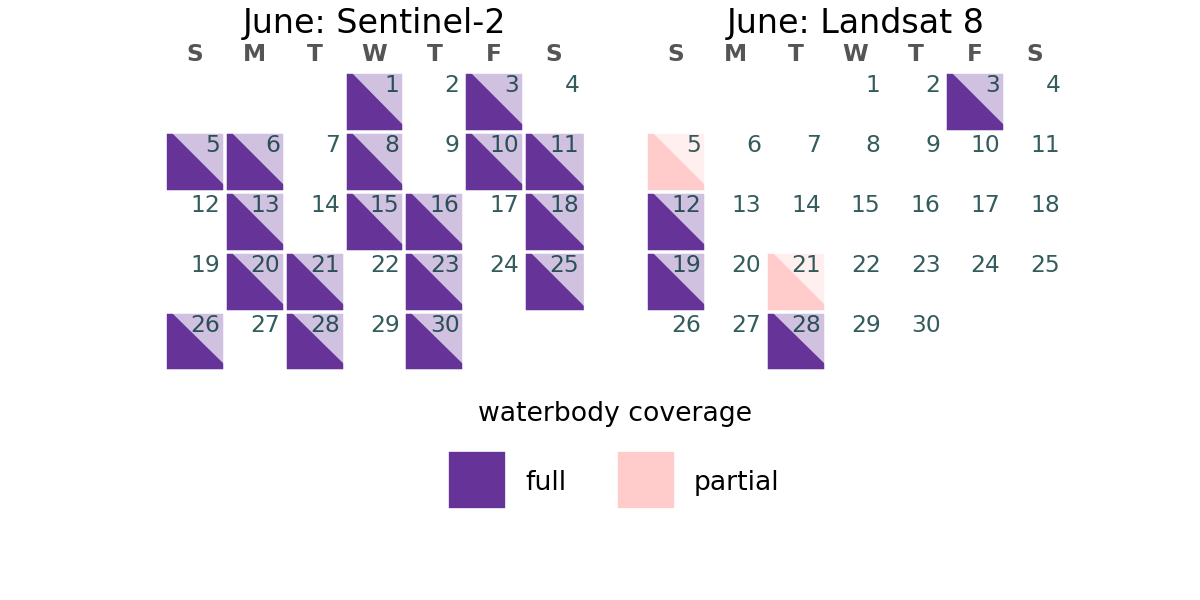 June: Sentinel-2
S M T W T F S
1 2 3 4
5 6 7 8 9 10 11
12 13 14 15 16 17 18
19 20 21 22 23 24 25
26 27 28 29 30
June: Landsat 8
S M T W T F S
1 2 3 4
5 6 7 8 9 10 11
12 13 14 15 16 17 18
19 20 21 22 23 24 25
26 27 28 29 30
waterbody coverage
full partial